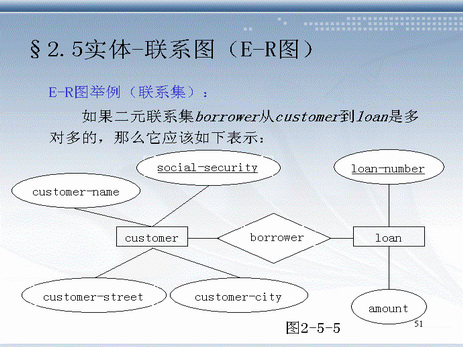 §2.5实体-联系图（E-R图）
E-R图举例（联系集）：
如果二元联系集borrower从customer到loan是多
对多的，那么它应该如下表示：
social-security
loan-number
customer-name
customer
borrower
loan
customer-street
customer-city
amount
图2-5-5
51